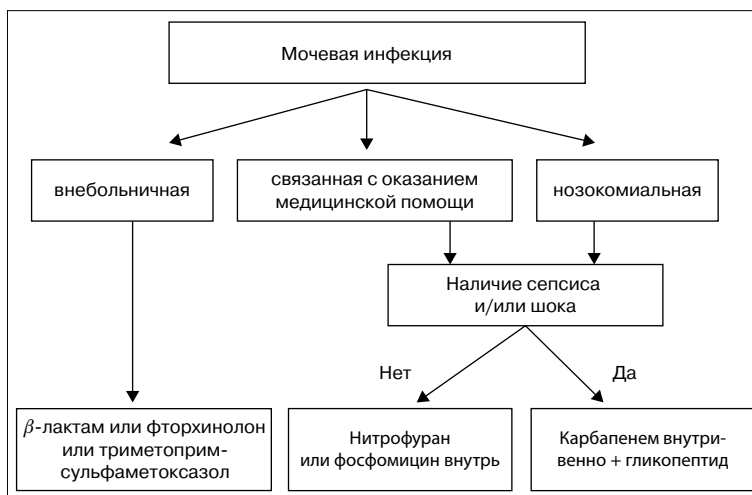 Мочевая инфекция
внебольничная
связанная с оказанием
медицинской помощи
нозокомиальная
Наличие сепсиса
и/или шока
Нет
Да
β-лактам или фторхинолон
или триметоприм-
сульфаметоксазол
Нитрофуран
или фосфомицин внутрь
Карбапенем внутри-
венно + гликопептид